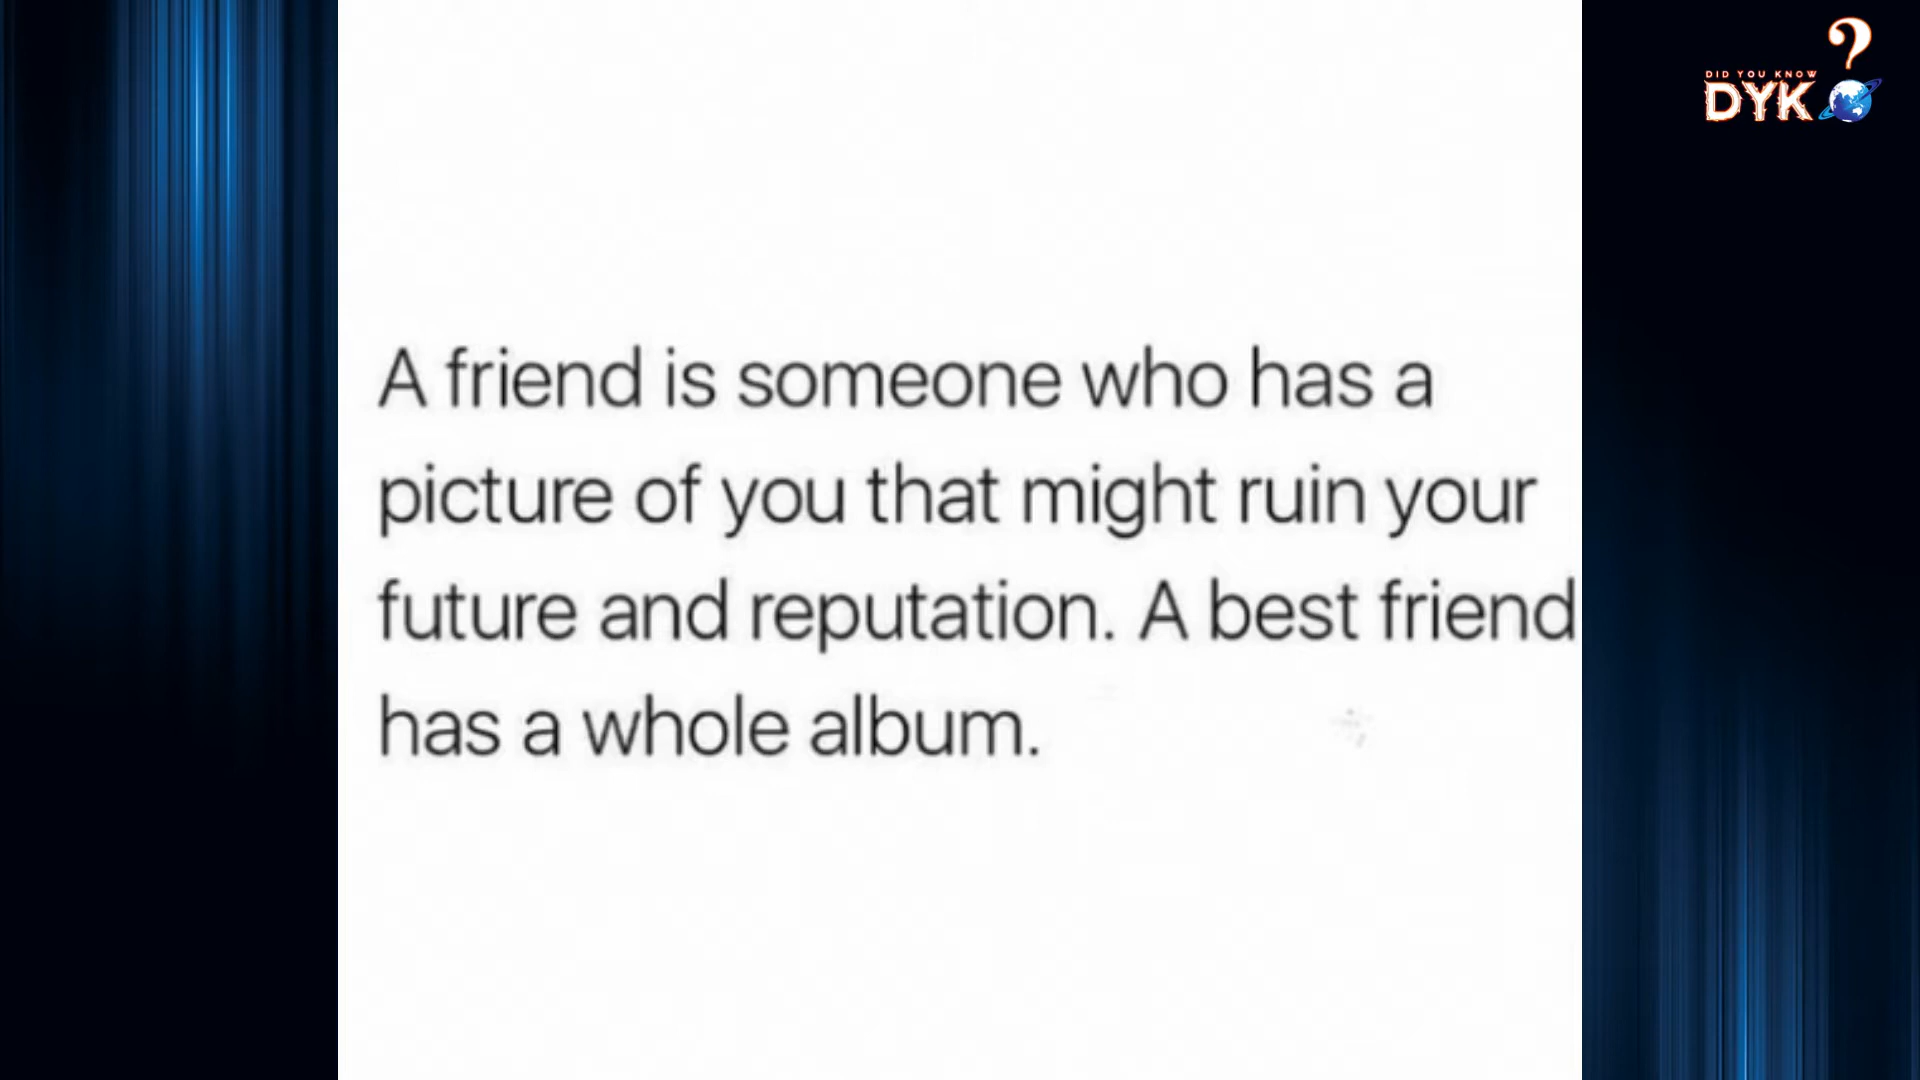 ?
DID YOU KNOW
DYK
A friend is someone who has a
picture of you that might ruin your
future and reputation. A best friend
has a whole album.